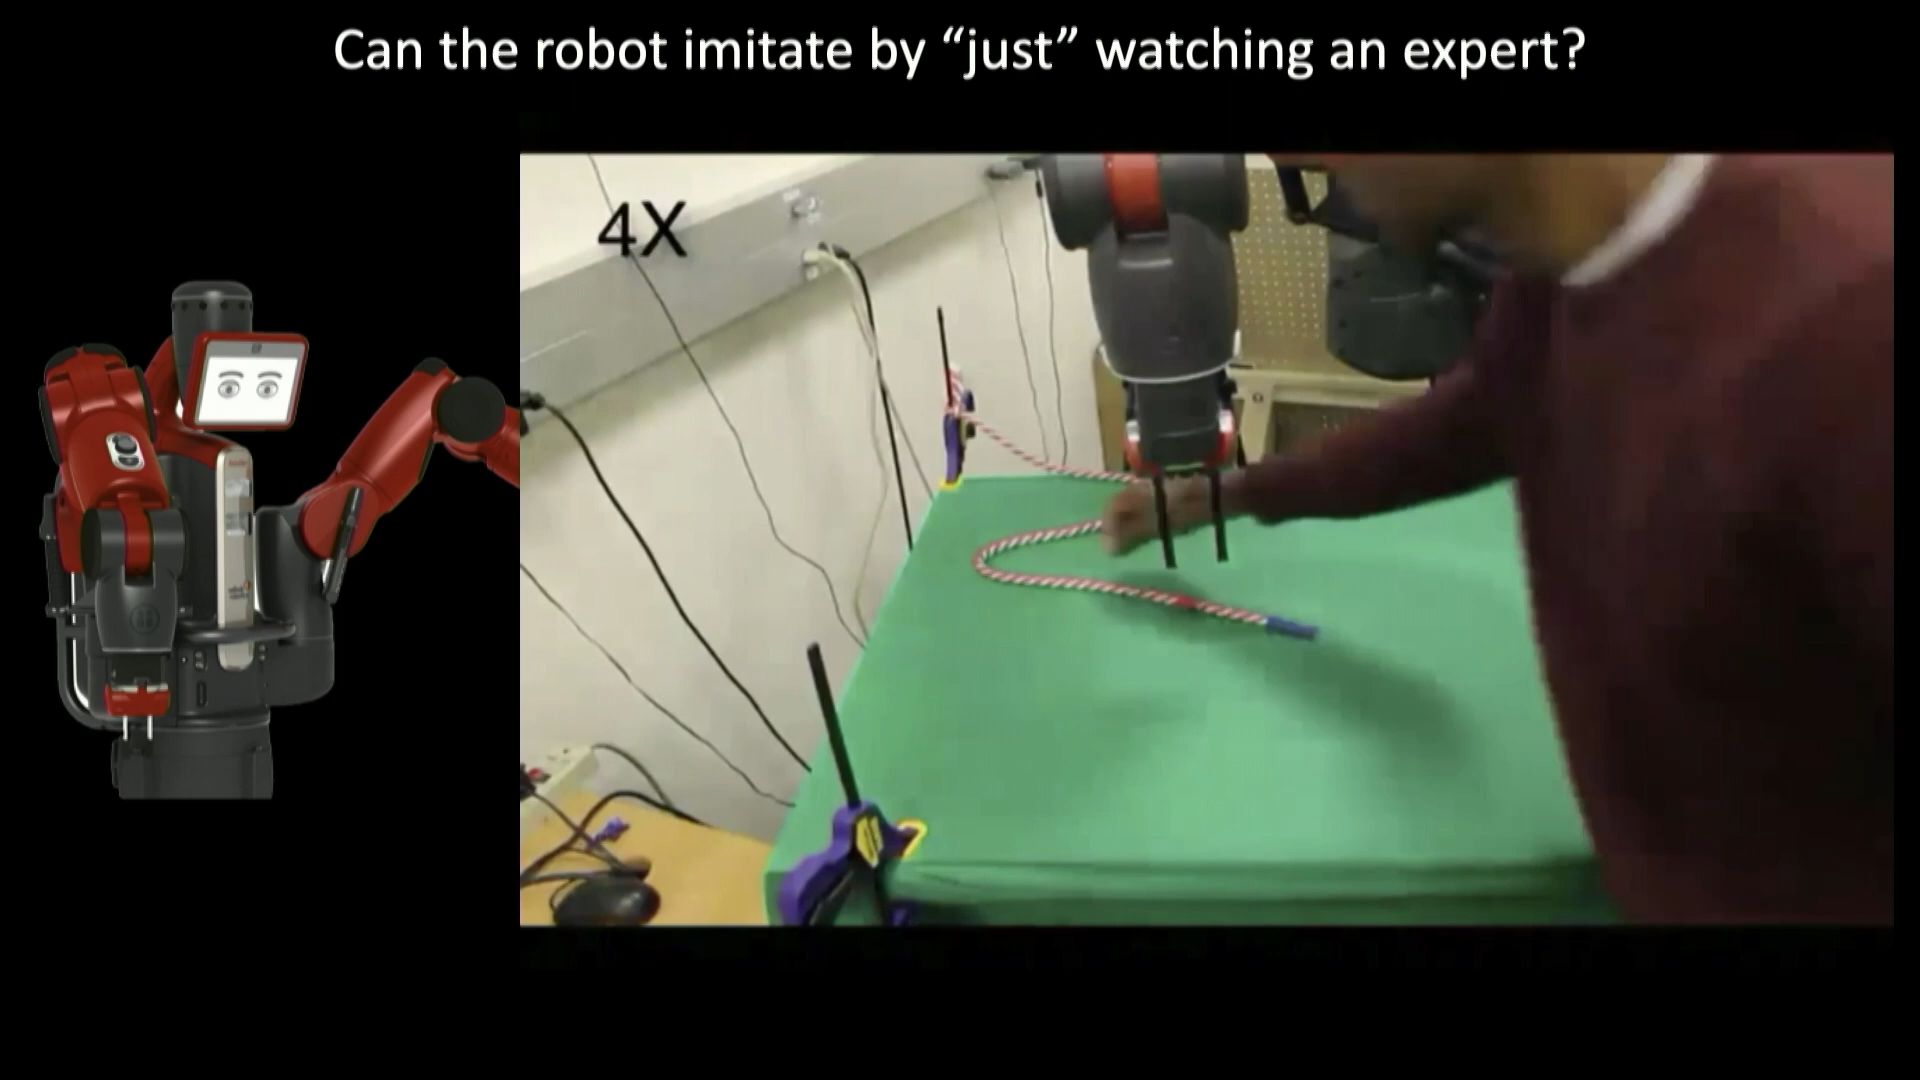 Can the robot imitate by “just” watching an expert?
4X